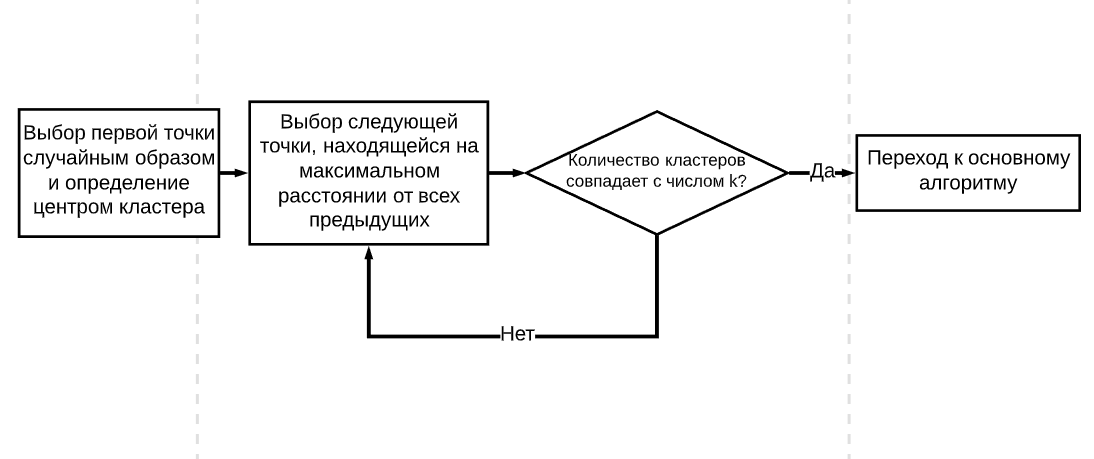 Выбор первой точки
случайным образом
и определение
центром кластера
Выбор следующей
точки, находящейся на
максимальном
расстоянии от всех
предыдущих
Количество кластеров
совпадает с числом k?
Да
Переход к основному
алгоритму
Нет